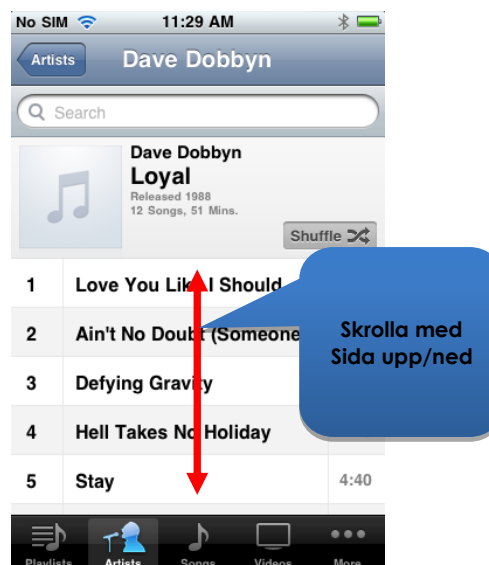 No SIM 11:29 AM
Artists Dave Dobbyn
Search
Dave Dobbyn
Loyal
Released 1988
12 Songs, 51 Mins.
Shuffle
1 Love You Like I Should
2 Ain't No Doubt (Someone
3 Defying Gravity
4 Hell Takes No Holiday
5 Stay 4:40
Skrolla med
Sida upp/ned
Playlists Artists Songs Videos More